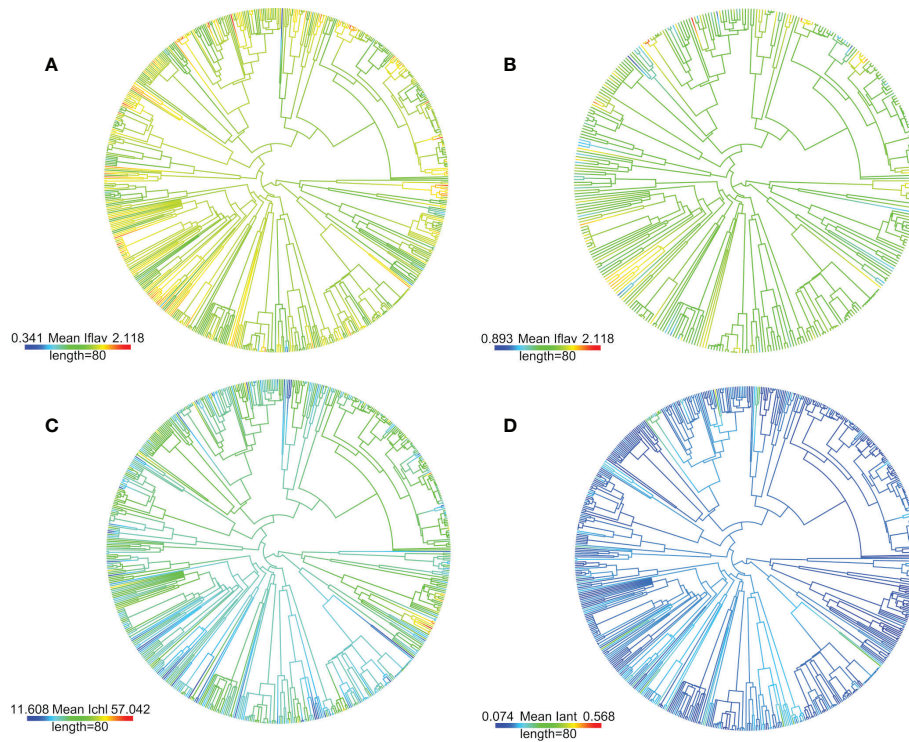 A
B
0.341 Mean Iflav 2.118
length=80
0.893 Mean Iflav 2.118
length=80
C
D
11.608 Mean Ichl 57.042
length=80
0.074 Mean Iant 0.568
length=80